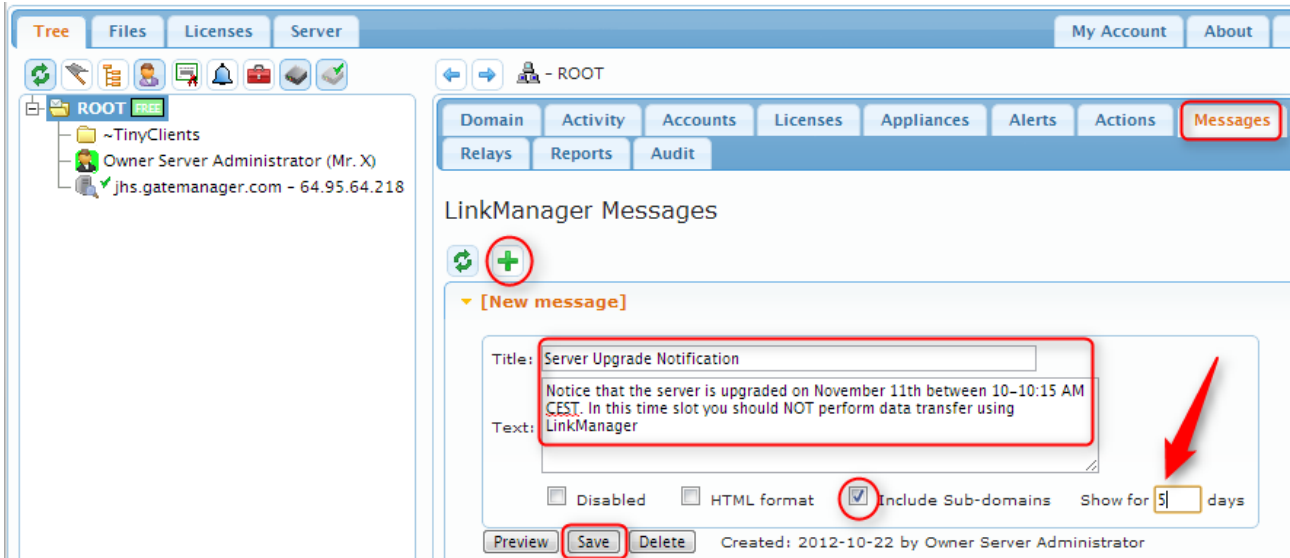 Tree Files Licenses Server My Account About
- ROOT
ROOT FREE
~TinyClients
Owner Server Administrator (Mr. X)
jhs.gatemanager.com - 64.95.64.218
Domain Activity Accounts Licenses Appliances Alerts Actions Messages
Relays Reports Audit
LinkManager Messages
[New message]
Title: Server Upgrade Notification
Notice that the server is upgraded on November 11th between 10-10:15 AM
CEST. In this time slot you should NOT perform data transfer using
Text: LinkManager
Disabled HTML format Include Sub-domains Show for 5 days
Preview Save Delete Created: 2012-10-22 by Owner Server Administrator